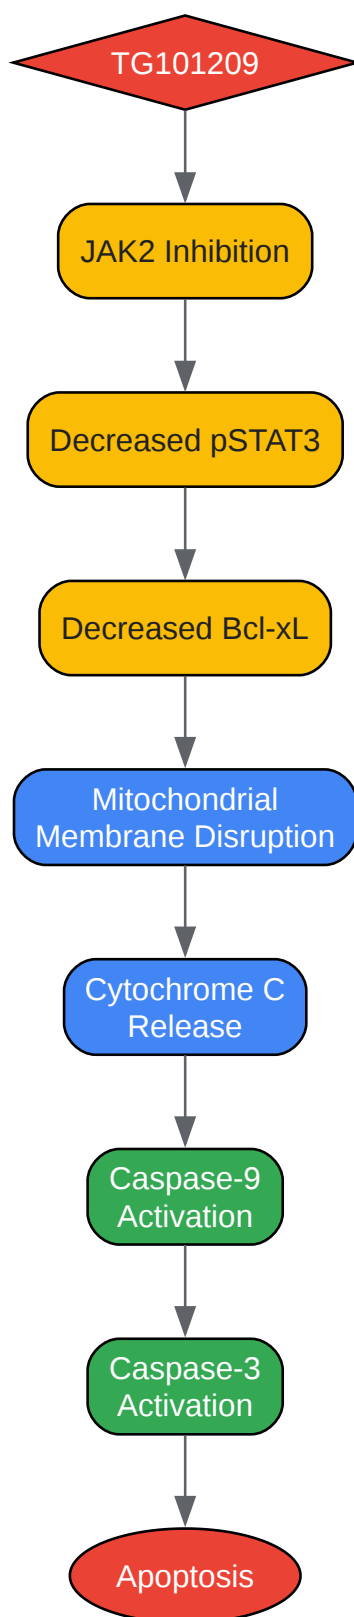 TG101209
JAK2 Inhibition
Decreased pSTAT3
Decreased Bcl-xL
Mitochondrial
Membrane Disruption
Cytochrome C
Release
Caspase-9
Activation
Caspase-3
Activation
Apoptosis